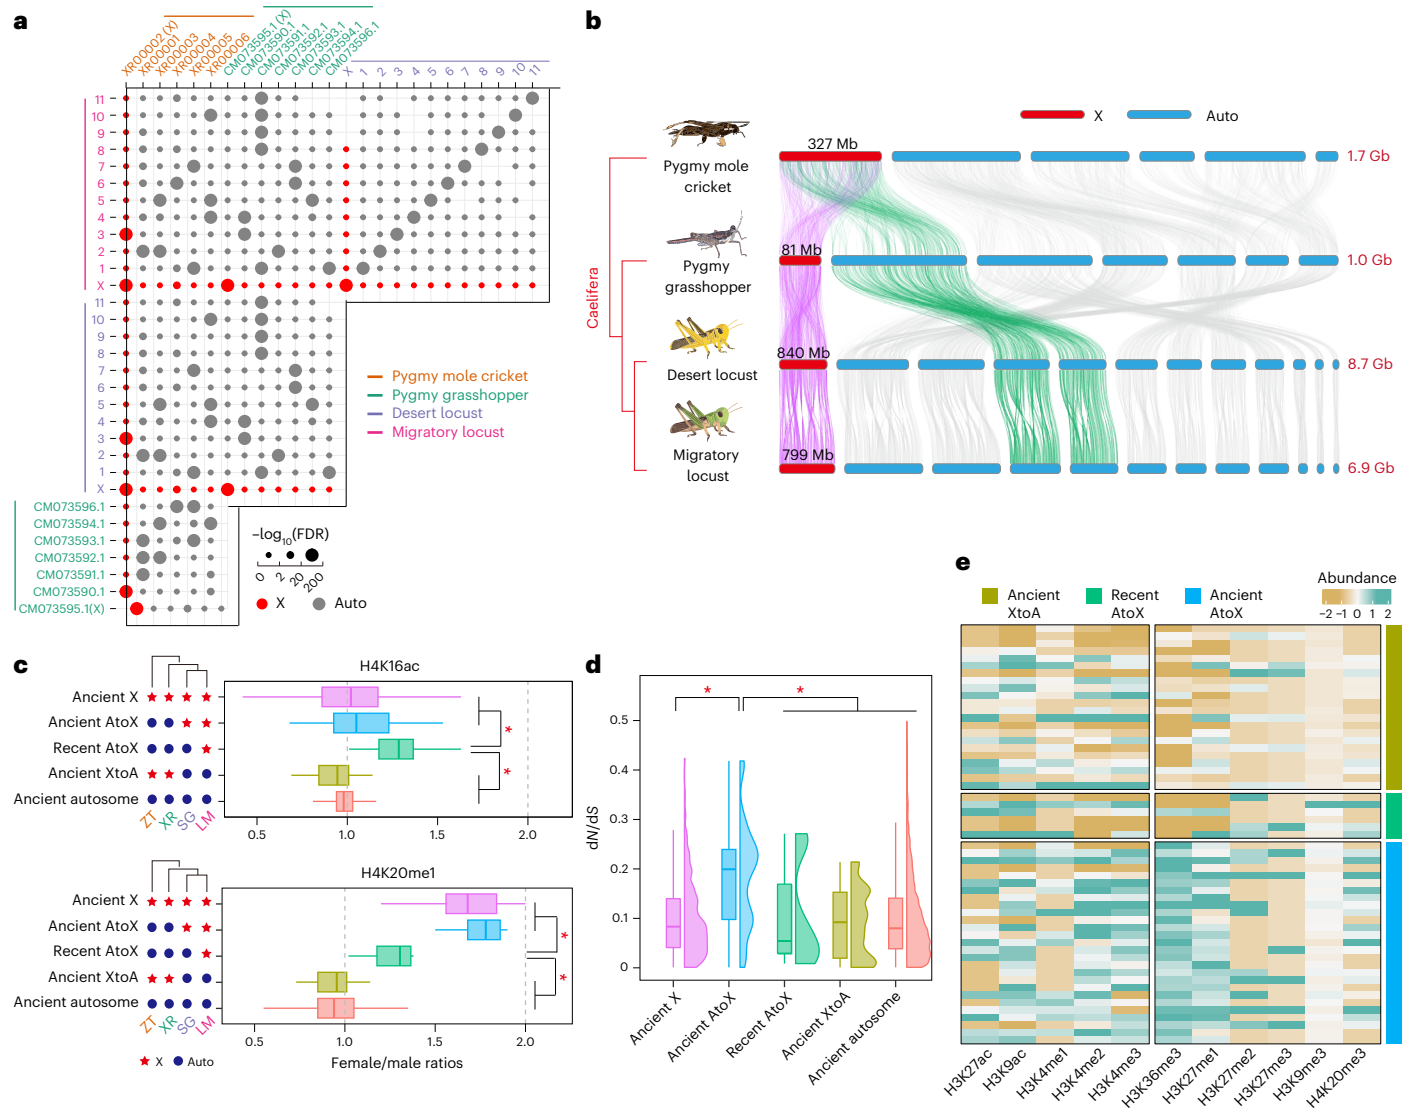 a
XR00002 (X)
XR00001
XR00003
XR00004
XR00005
XR00006
CM073595.1 (X)
CM073590.1
CM073591.1
CM073592.1
CM073593.1
CM073594.1
CM073596.1
X
1
2
3
4
5
6
7
8
9
10
11
11
10
9
8
7
6
5
4
3
2
1
X
11
10
9
8
7
6
5
4
3
2
1
X
CM073596.1
CM073594.1
CM073593.1
CM073592.1
CM073591.1
CM073590.1
CM073595.1(X)
Pygmy mole cricket
Pygmy grasshopper
Desert locust
Migratory locust
−log10(FDR)
0 2 20 200
X Auto
b
X Auto
Caelifera
Pygmy mole
cricket
Pygmy
grasshopper
Desert locust
Migratory
locust
327 Mb
1.7 Gb
81 Mb
1.0 Gb
840 Mb
8.7 Gb
799 Mb
6.9 Gb
c
H4K16ac
Ancient X
Ancient AtoX
Recent AtoX
Ancient XtoA
Ancient autosome
ZT XR SG LM
*
*
0.5 1.0 1.5 2.0
H4K20me1
Ancient X
Ancient AtoX
Recent AtoX
Ancient XtoA
Ancient autosome
ZT XR SG LM
*
*
0.5 1.0 1.5 2.0
X Auto
Female/male ratios
d
dN/dS
0.5
0.4
0.3
0.2
0.1
0
* *
Ancient X
Ancient AtoX
Recent AtoX
Ancient XtoA
Ancient autosome
e
Ancient
XtoA
Recent
AtoX
Ancient
AtoX
Abundance
−2 −1 0 1 2
H3K27ac
H3K9ac
H3K4me1
H3K4me2
H3K4me3
H3K36me3
H3K27me1
H3K27me2
H3K27me3
H3K9me3
H4K20me3